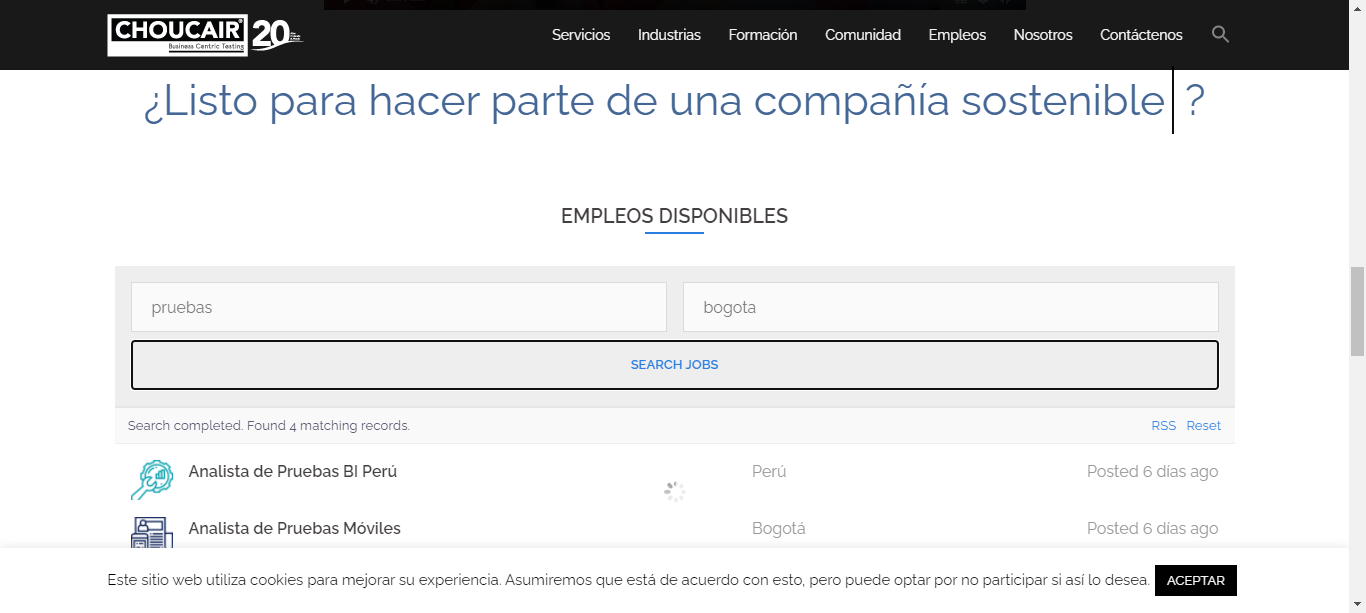 CHOUCAIR
Business Centric Testing
20
Servicios Industrias Formación Comunidad Empleos Nosotros Contáctenos
¿Listo para hacer parte de una compañía sostenible ?
EMPLEOS DISPONIBLES
pruebas bogota
SEARCH JOBS
Search completed. Found 4 matching records. RSS Reset
Analista de Pruebas BI Perú Perú Posted 6 días ago
Analista de Pruebas Móviles Bogotá Posted 6 días ago
Este sitio web utiliza cookies para mejorar su experiencia. Asumiremos que está de acuerdo con esto, pero puede optar por no participar si así lo desea. ACEPTAR